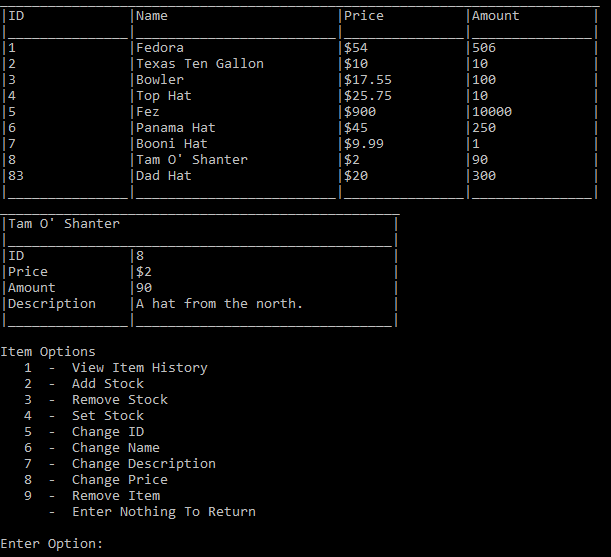 ID Name Price Amount
1 Fedora $54 506
2 Texas Ten Gallon $10 10
3 Bowler $17.55 100
4 Top Hat $25.75 10
5 Fez $900 10000
6 Panama Hat $45 250
7 Booni Hat $9.99 1
8 Tam O' Shanter $2 90
83 Dad Hat $20 300
Tam O' Shanter
ID 8
Price $2
Amount 90
Description A hat from the north.
Item Options
1 - View Item History
2 - Add Stock
3 - Remove Stock
4 - Set Stock
5 - Change ID
6 - Change Name
7 - Change Description
8 - Change Price
9 - Remove Item
- Enter Nothing To Return
Enter Option: